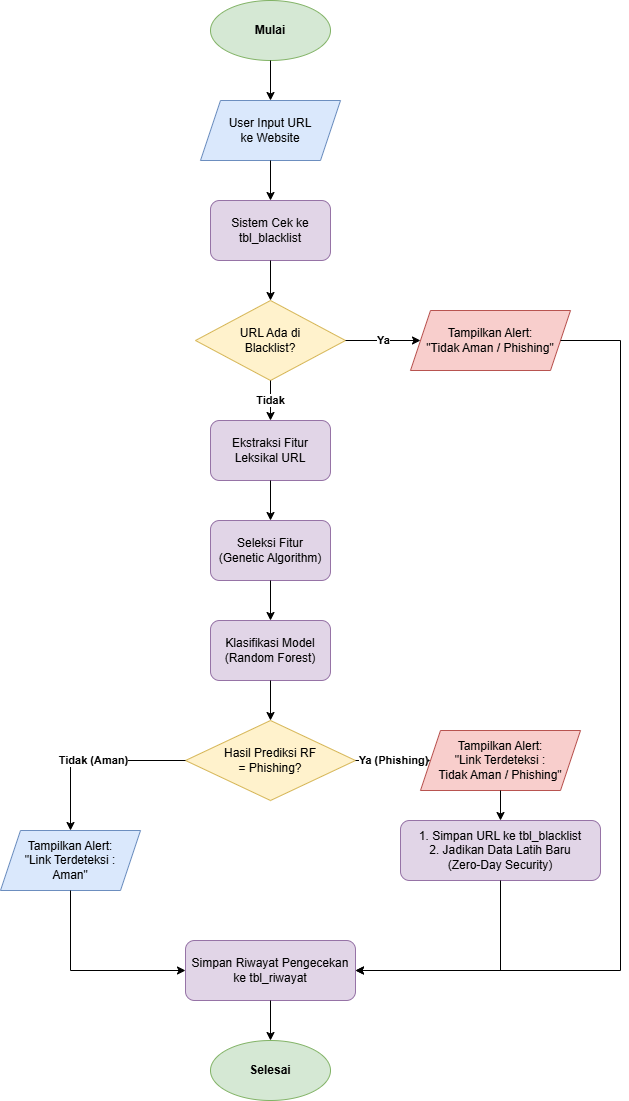 Mulai
User Input URL
ke Website
Sistem Cek ke
tbl_blacklist
URL Ada di
Blacklist?
Ya
Tampilkan Alert:
"Tidak Aman / Phishing"
Tidak
Ekstraksi Fitur
Leksikal URL
Seleksi Fitur
(Genetic Algorithm)
Klasifikasi Model
(Random Forest)
Hasil Prediksi RF
= Phishing?
Tidak (Aman)
Ya (Phishing)
Tampilkan Alert:
"Link Terdeteksi :
Tidak Aman / Phishing"
Tampilkan Alert:
"Link Terdeteksi :
Aman"
1. Simpan URL ke tbl_blacklist
2. Jadikan Data Latih Baru
(Zero-Day Security)
Simpan Riwayat Pengecekan
ke tbl_riwayat
Selesai